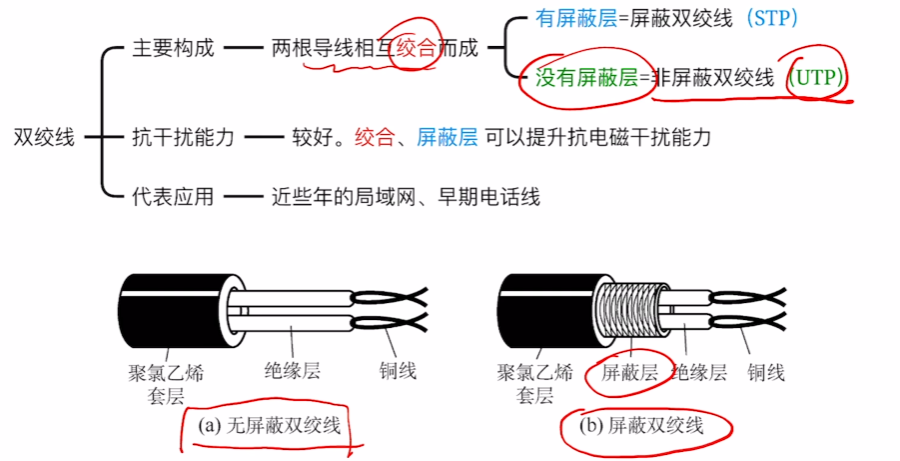 有屏蔽层=屏蔽双绞线（STP）
主要构成
两根导线相互绞合而成
没有屏蔽层=非屏蔽双绞线（UTP）
双绞线
抗干扰能力
较好。绞合、屏蔽层 可以提升抗电磁干扰能力
代表应用
近些年的局域网、早期电话线
聚氯乙烯
套层
绝缘层
铜线
(a) 无屏蔽双绞线
聚氯乙烯
套层
屏蔽层
绝缘层
铜线
(b) 屏蔽双绞线